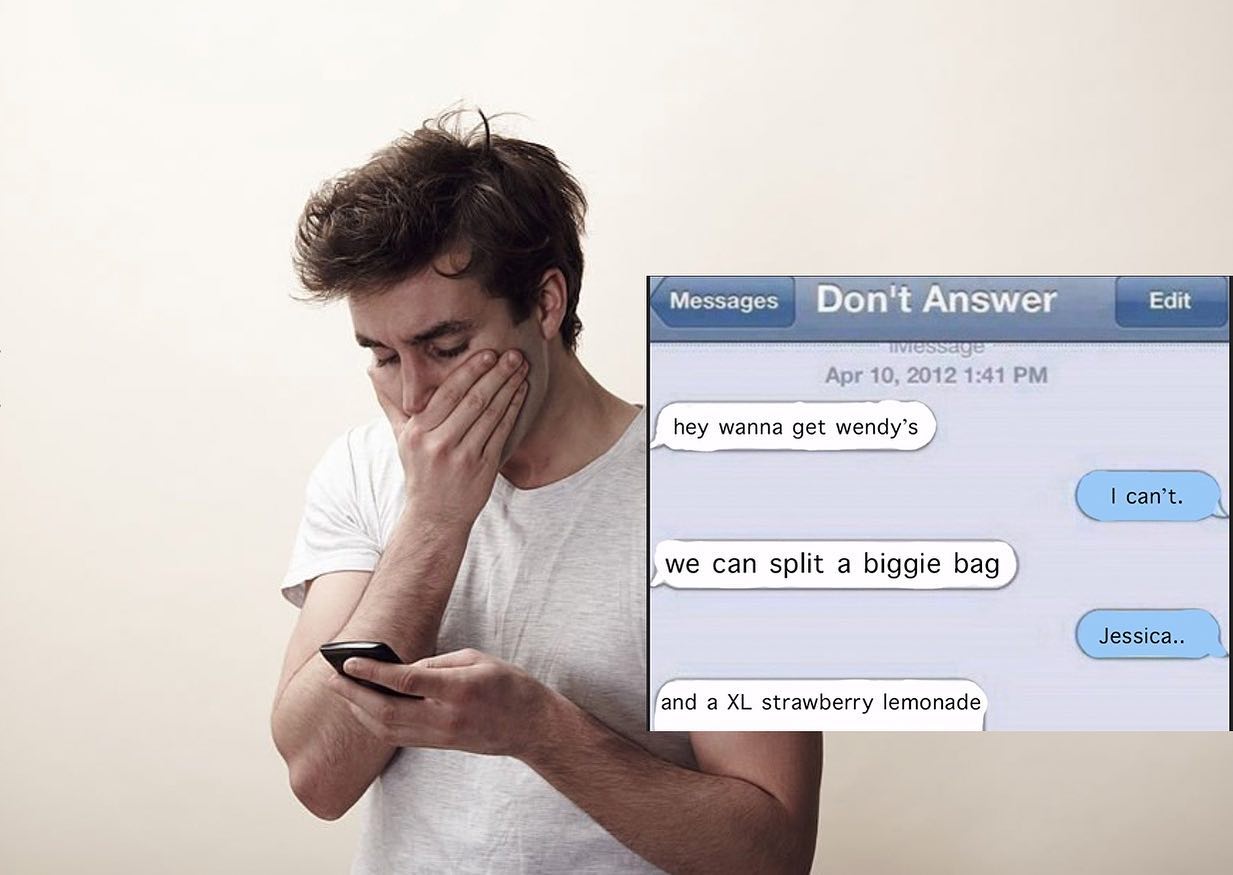 Messages
Don't Answer
Edit
iMessage
Apr 10, 2012 1:41 PM
hey wanna get wendy’s
I can’t.
we can split a biggie bag
Jessica..
and a XL strawberry lemonade